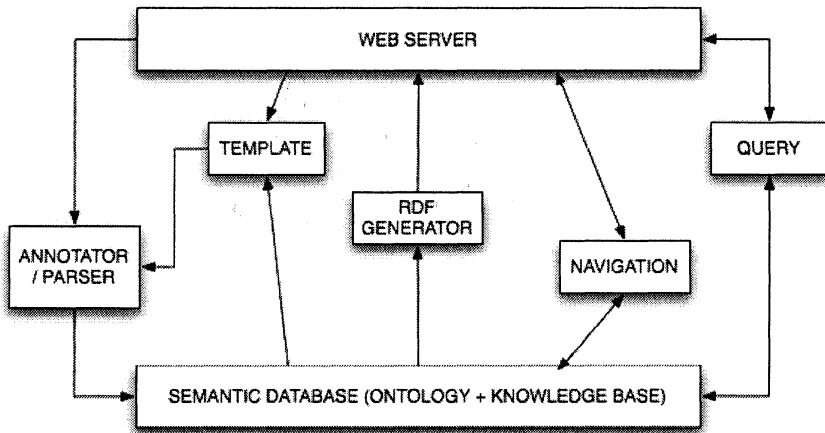 WEB SERVER
TEMPLATE
QUERY
RDF
GENERATOR
ANNOTATOR
/ PARSER
NAVIGATION
SEMANTIC DATABASE (ONTOLOGY + KNOWLEDGE BASE)